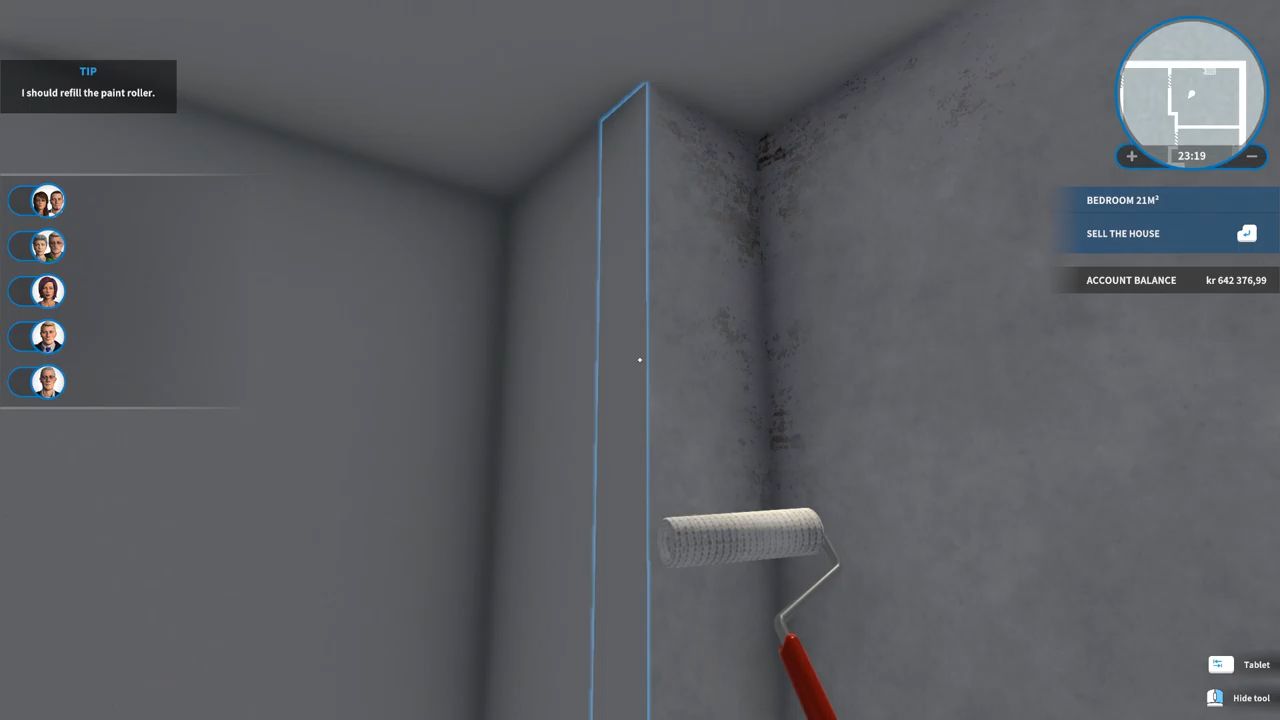 TIP
I should refill the paint roller.
23:19
BEDROOM 21M²
SELL THE HOUSE
ACCOUNT BALANCE kr 642 376,99
Tablet
Hide tool